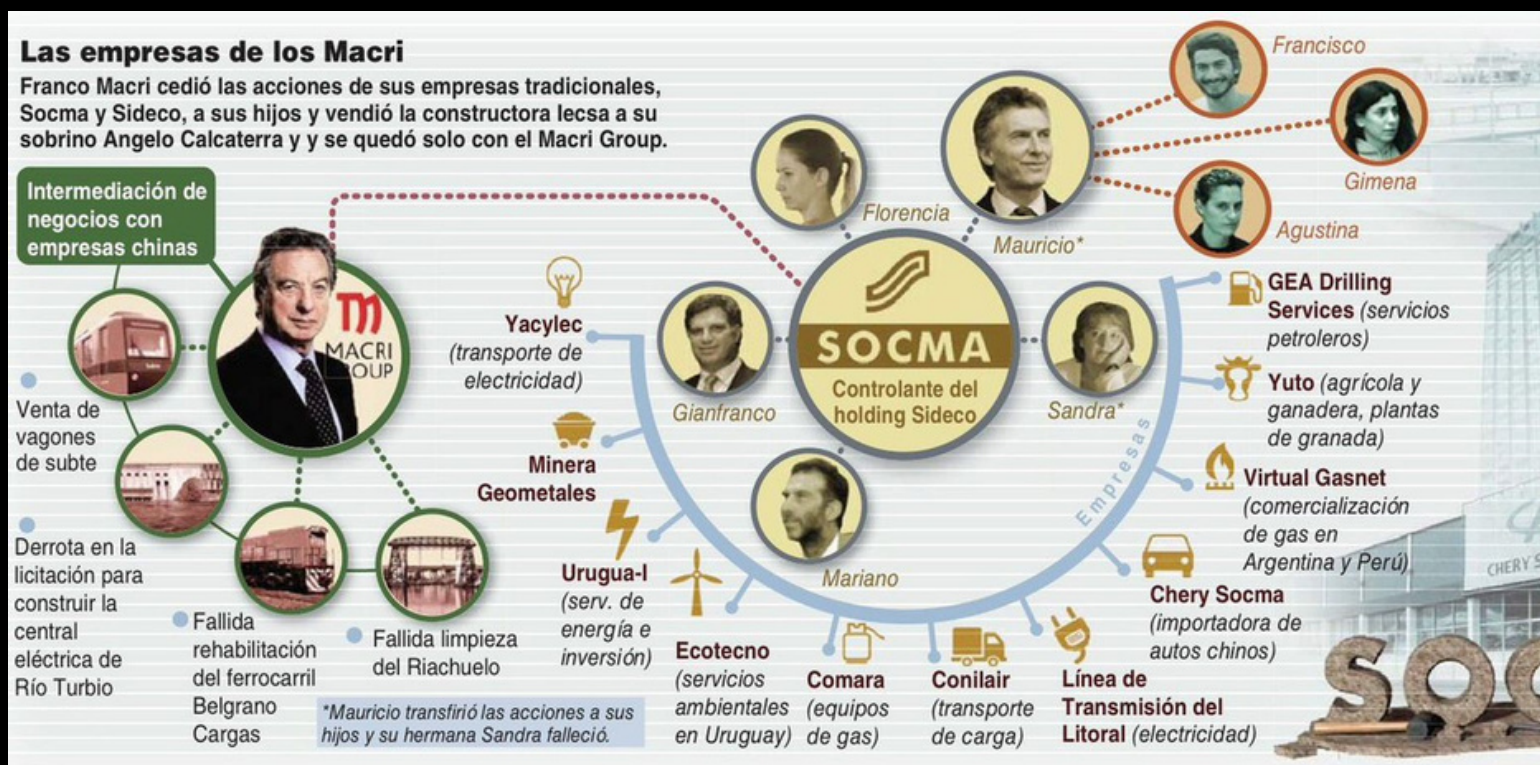 Las empresas de los Macri
Franco Macri cedió las acciones de sus empresas tradicionales,
Socma y Sideco, a sus hijos y vendió la constructora Iecsa a su
sobrino Angelo Calcaterra y y se quedó solo con el Macri Group.
Intermediación de
negocios con
empresas chinas
MACRI
GROUP
Venta de
vagones
de subte
Derrota en la
licitación para
construir la
central
eléctrica de
Río Turbio
Fallida
rehabilitación
del ferrocarril
Belgrano
Cargas
Fallida limpieza
del Riachuelo
*Mauricio transfirió las acciones a sus
hijos y su hermana Sandra falleció.
Francisco
Gimena
Agustina
Florencia
Mauricio*
Gianfranco
SOCMA
Controlante del
holding Sideco
Sandra*
Mariano
Empresas
Yacylec
(transporte de
electricidad)
Minera
Geometales
Urugua-I
(serv. de
energía e
inversión)
Ecotecno
(servicios
ambientales
en Uruguay)
Comara
(equipos
de gas)
Conilair
(transporte
de carga)
Línea de
Transmisión del
Litoral (electricidad)
Chery Socma
(importadora de
autos chinos)
Virtual Gasnet
(comercialización
de gas en
Argentina y Perú)
Yuto (agrícola y
ganadera, plantas
de granada)
GEA Drilling
Services (servicios
petroleros)
CHERY S
SOC